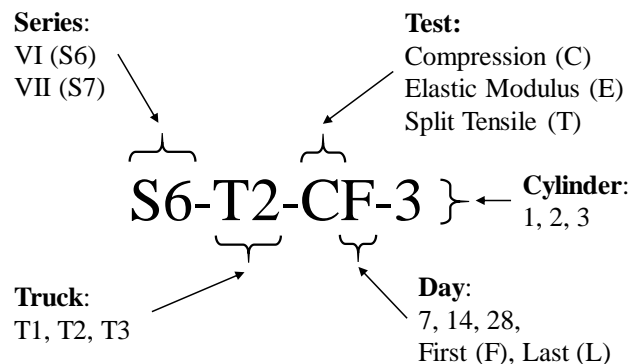 Series:
VI (S6)
VII (S7)
Test:
Compression (C)
Elastic Modulus (E)
Split Tensile (T)
S6-T2-CF-3
Cylinder:
1, 2, 3
Truck:
T1, T2, T3
Day:
7, 14, 28,
First (F), Last (L)